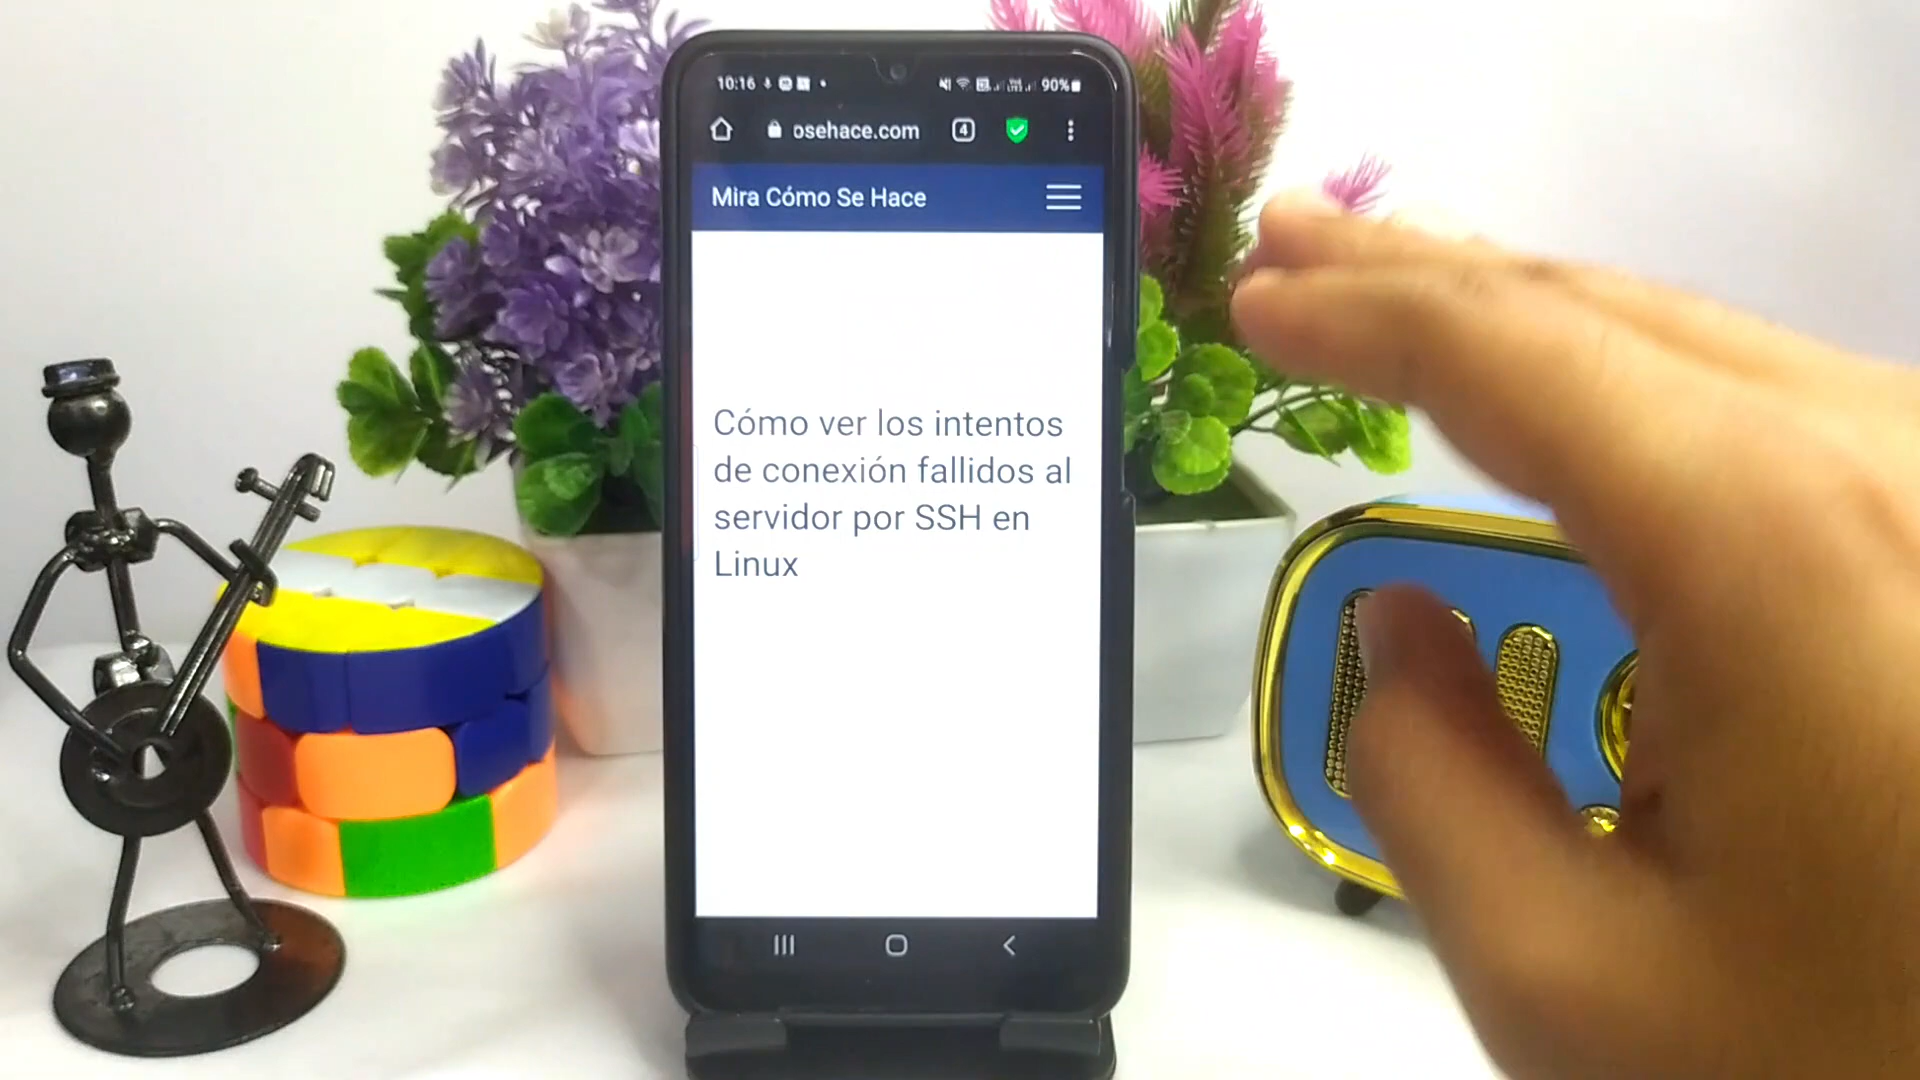 10:16
90%
osehace.com
4
Mira Cómo Se Hace
Cómo ver los intentos
de conexión fallidos al
servidor por SSH en
Linux